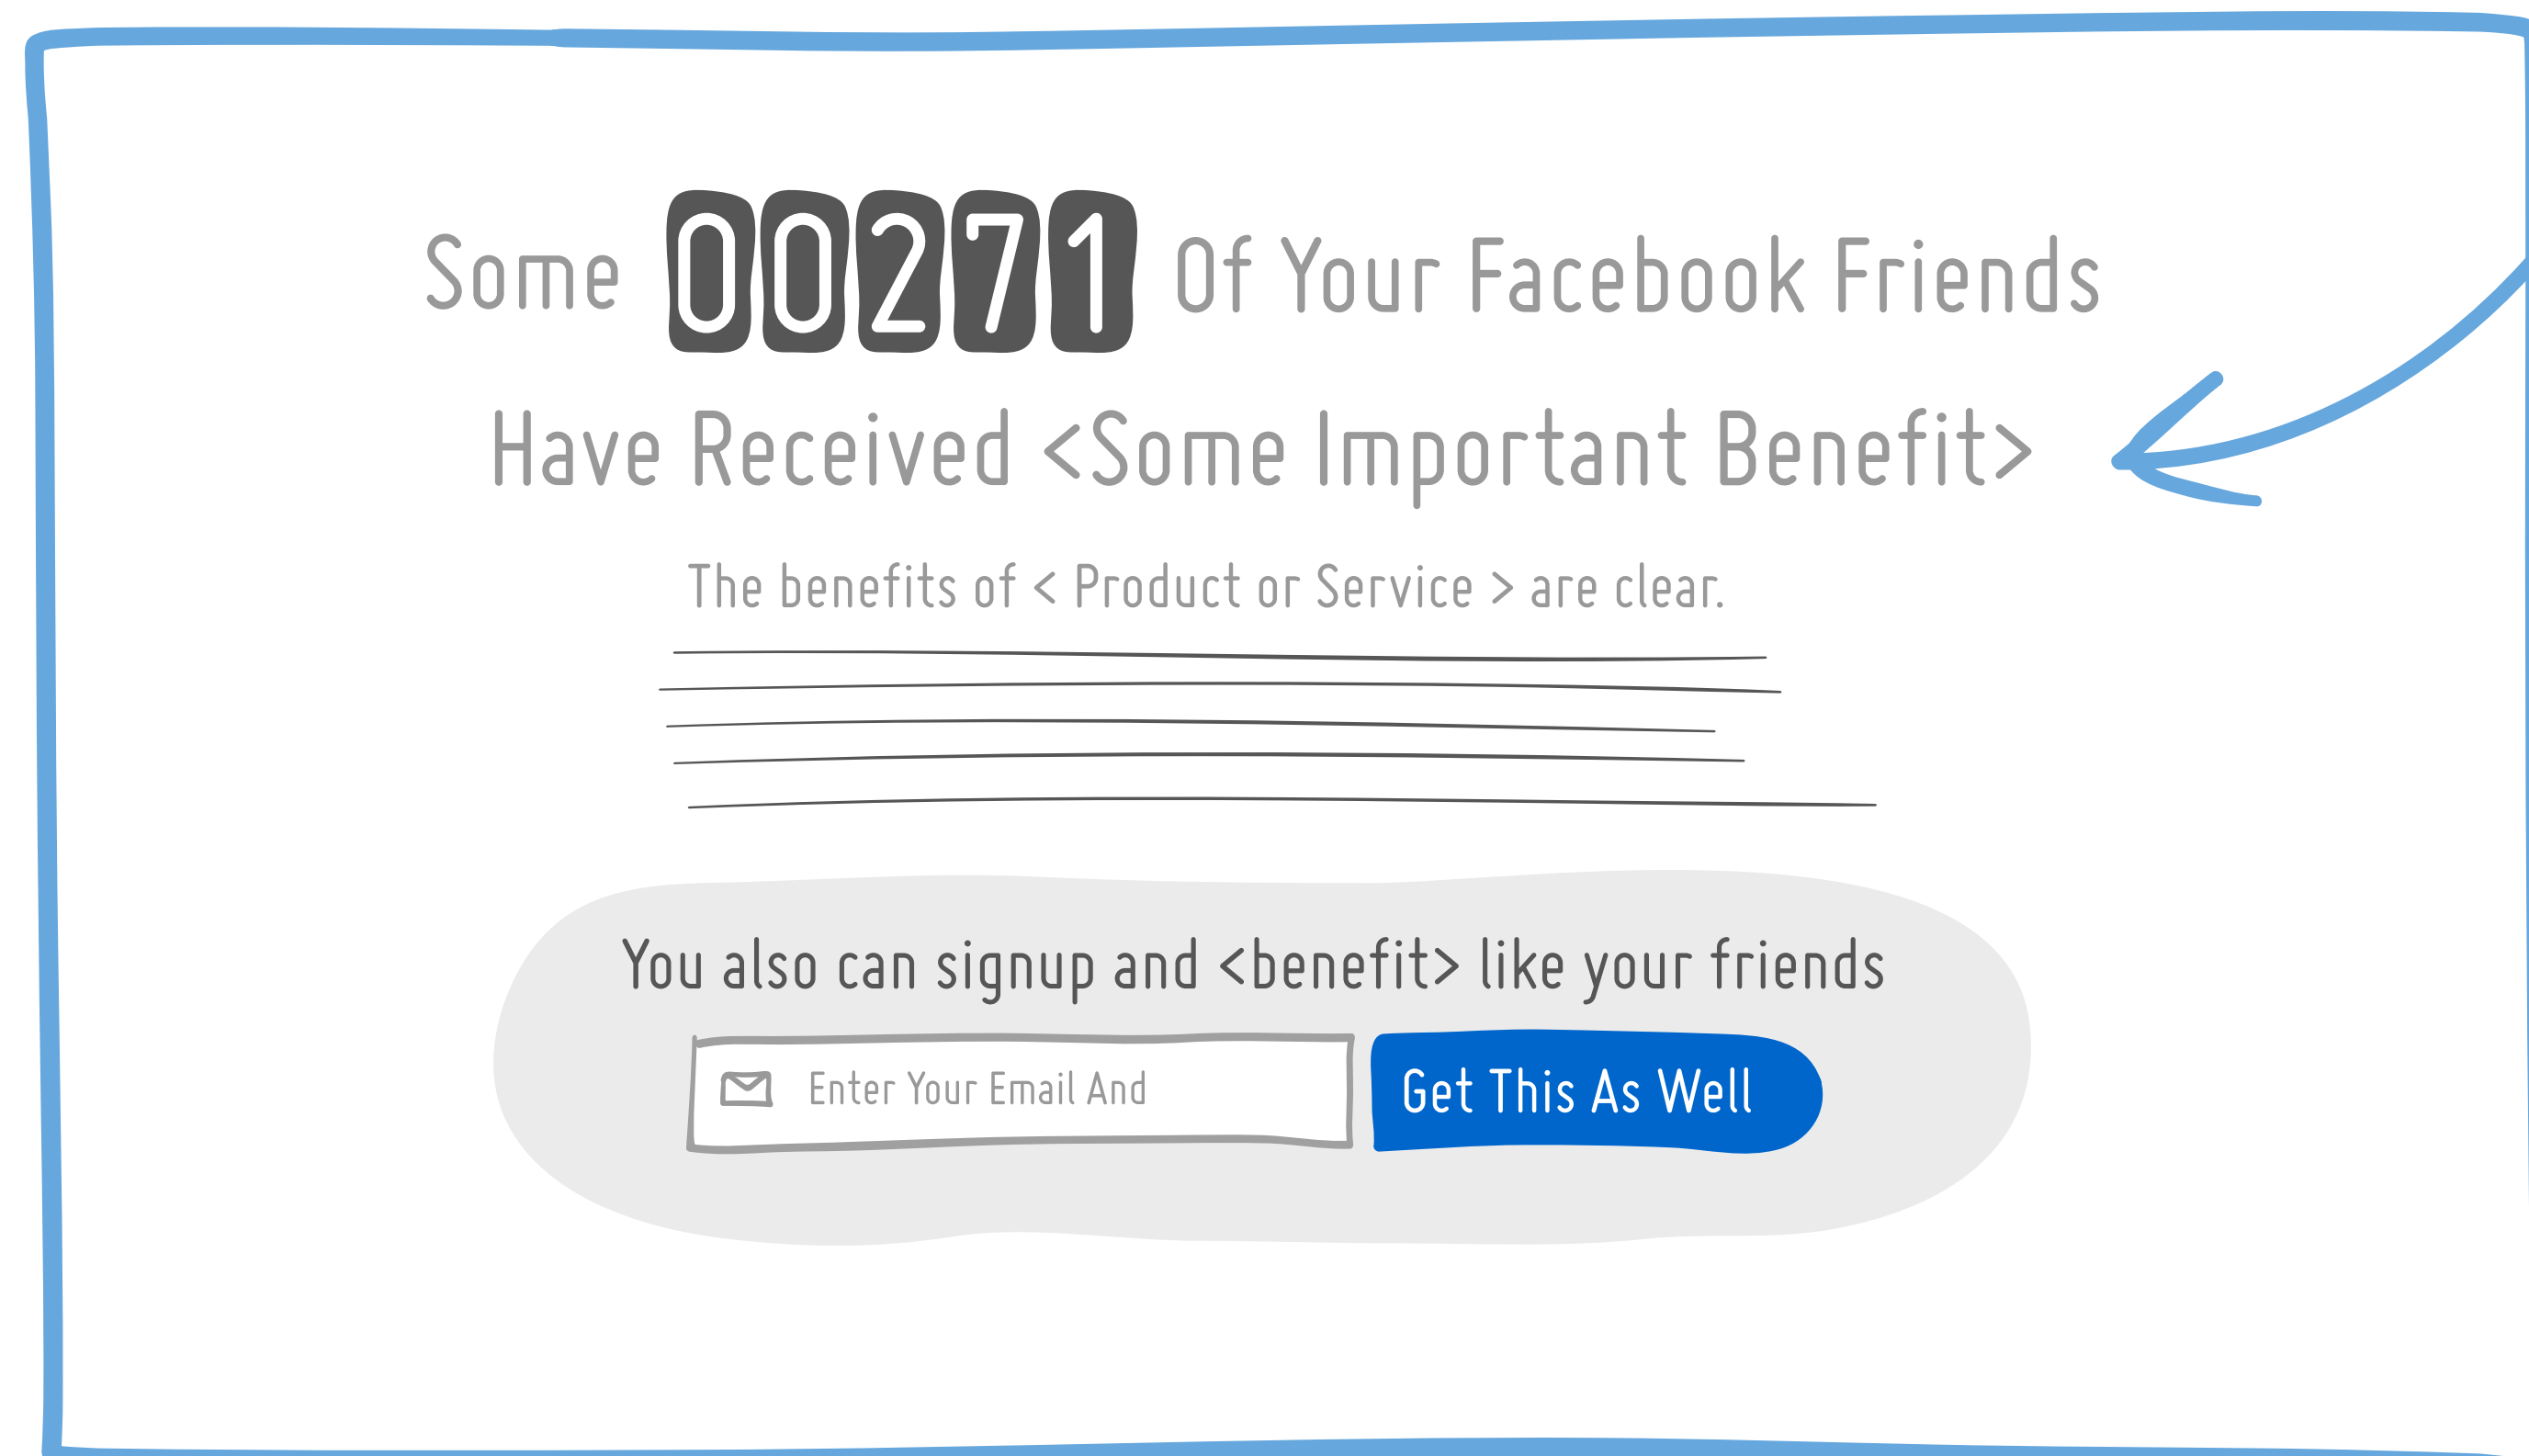 Some 00271 Of Your Facebook Friends
Have Received <Some Important Benefit>
The benefits of < Product or Service > are clear.
You also can signup and <benefit> like your friends
Enter Your Email And
Get This As Well